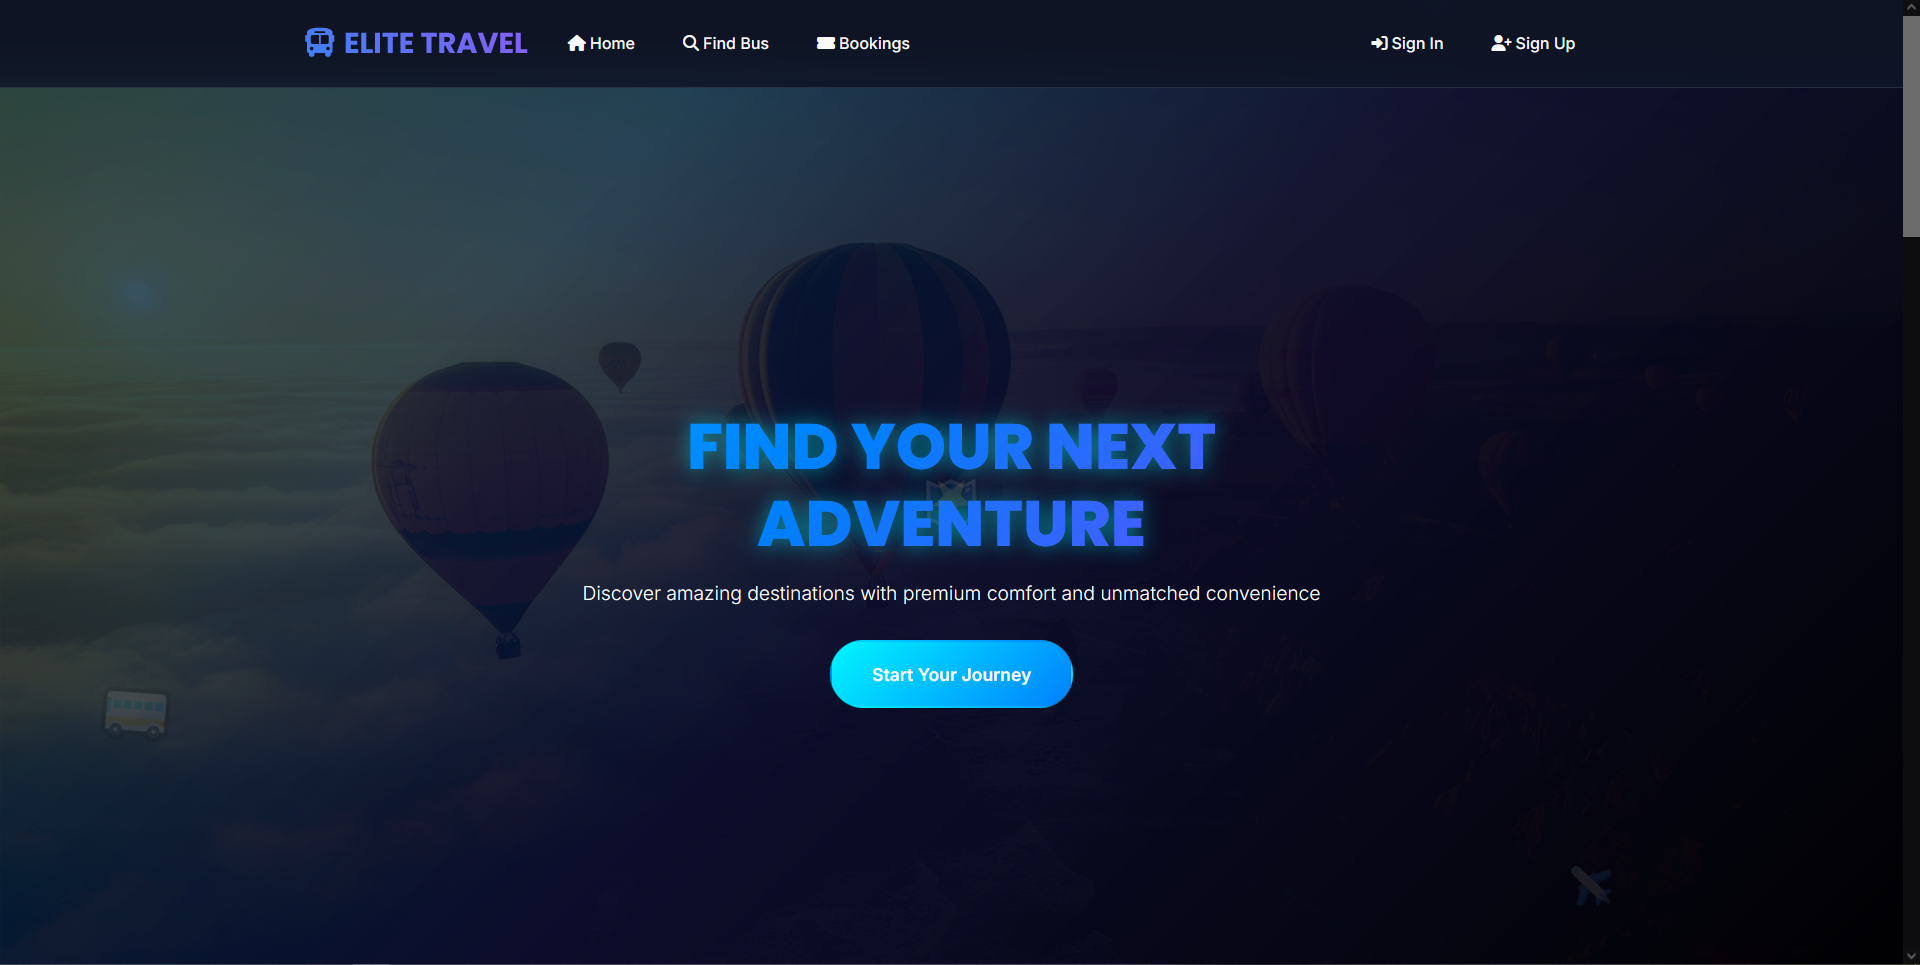 ELITE TRAVEL
Home
Find Bus
Bookings
Sign In
Sign Up
FIND YOUR NEXT
ADVENTURE
Discover amazing destinations with premium comfort and unmatched convenience
Start Your Journey